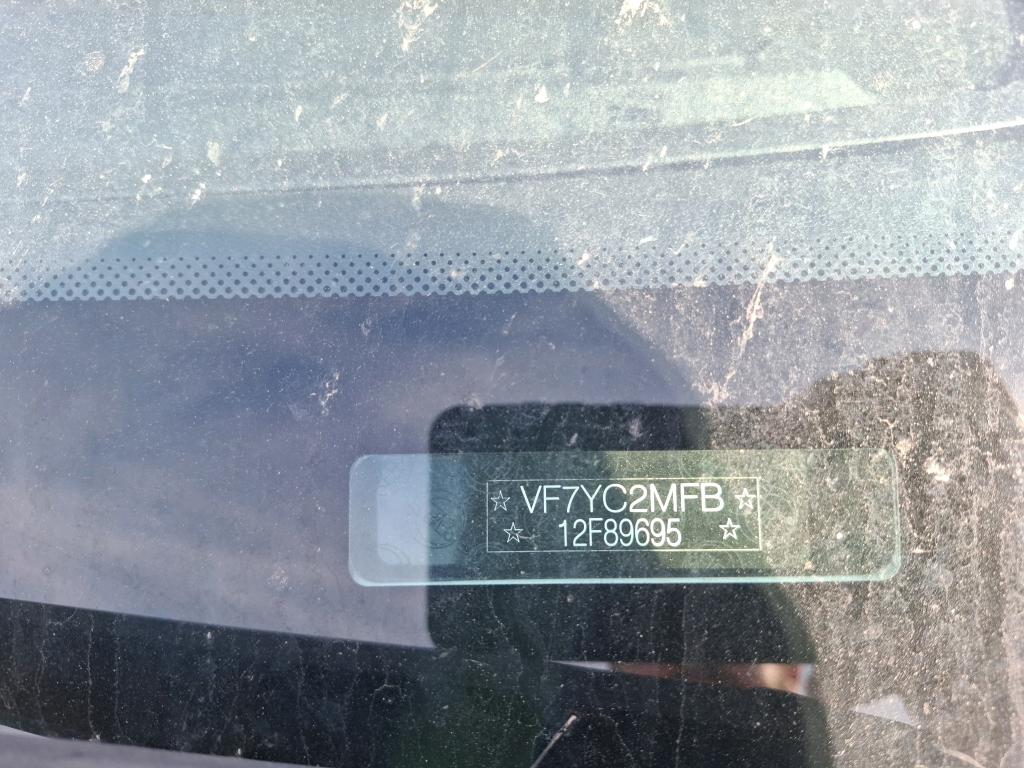 ☆ VF7YC2MFB ☆
☆ 12F89695 ☆